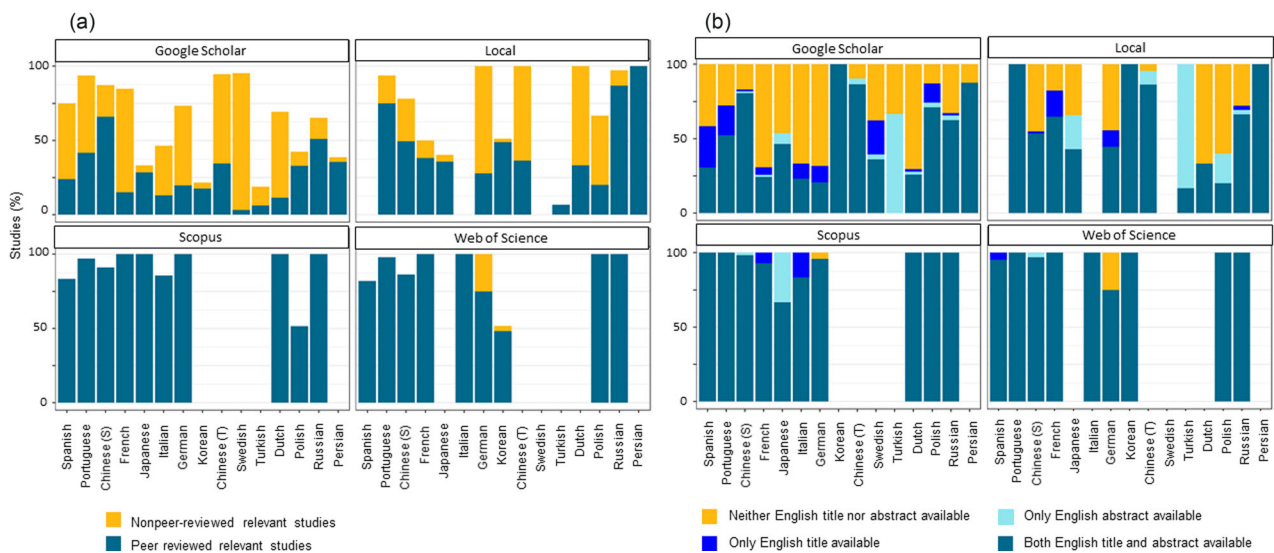 (a)
Google Scholar
Local
100
50
0
Scopus
Web of Science
100
50
0
Studies (%)
Spanish
Portuguese
Chinese (S)
French
Japanese
Italian
German
Korean
Chinese (T)
Swedish
Turkish
Dutch
Polish
Russian
Persian
Spanish
Portuguese
Chinese (S)
French
Japanese
Italian
German
Korean
Chinese (T)
Swedish
Turkish
Dutch
Polish
Russian
Persian
Nonpeer-reviewed relevant studies
Peer reviewed relevant studies
(b)
Google Scholar
Local
100
50
0
Scopus
Web of Science
100
50
0
Spanish
Portuguese
Chinese (S)
French
Japanese
Italian
German
Korean
Chinese (T)
Swedish
Turkish
Dutch
Polish
Russian
Persian
Spanish
Portuguese
Chinese (S)
French
Japanese
Italian
German
Korean
Chinese (T)
Swedish
Turkish
Dutch
Polish
Russian
Persian
Neither English title nor abstract available
Only English abstract available
Only English title available
Both English title and abstract available